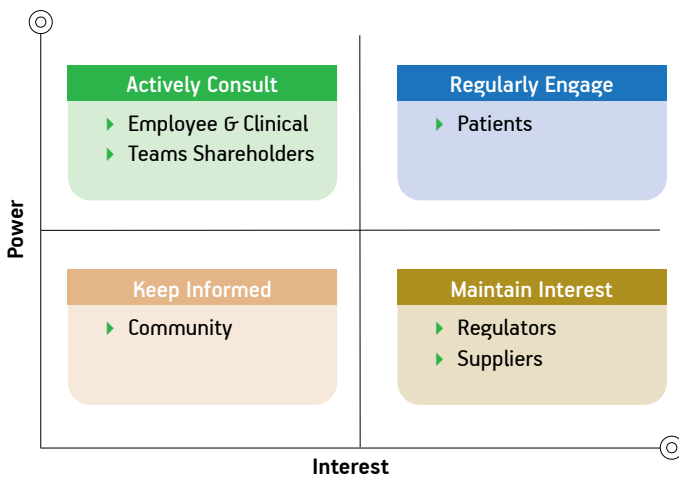 Actively Consult
Employee & Clinical
Teams Shareholders
Regularly Engage
Patients
Power
Keep Informed
Community
Maintain Interest
Regulators
Suppliers
Interest